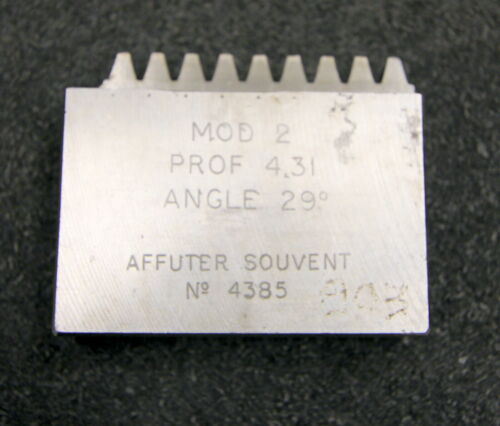 MOD 2
PROF 4.31
ANGLE 29°
AFFUTER SOUVENT
Nº 4385